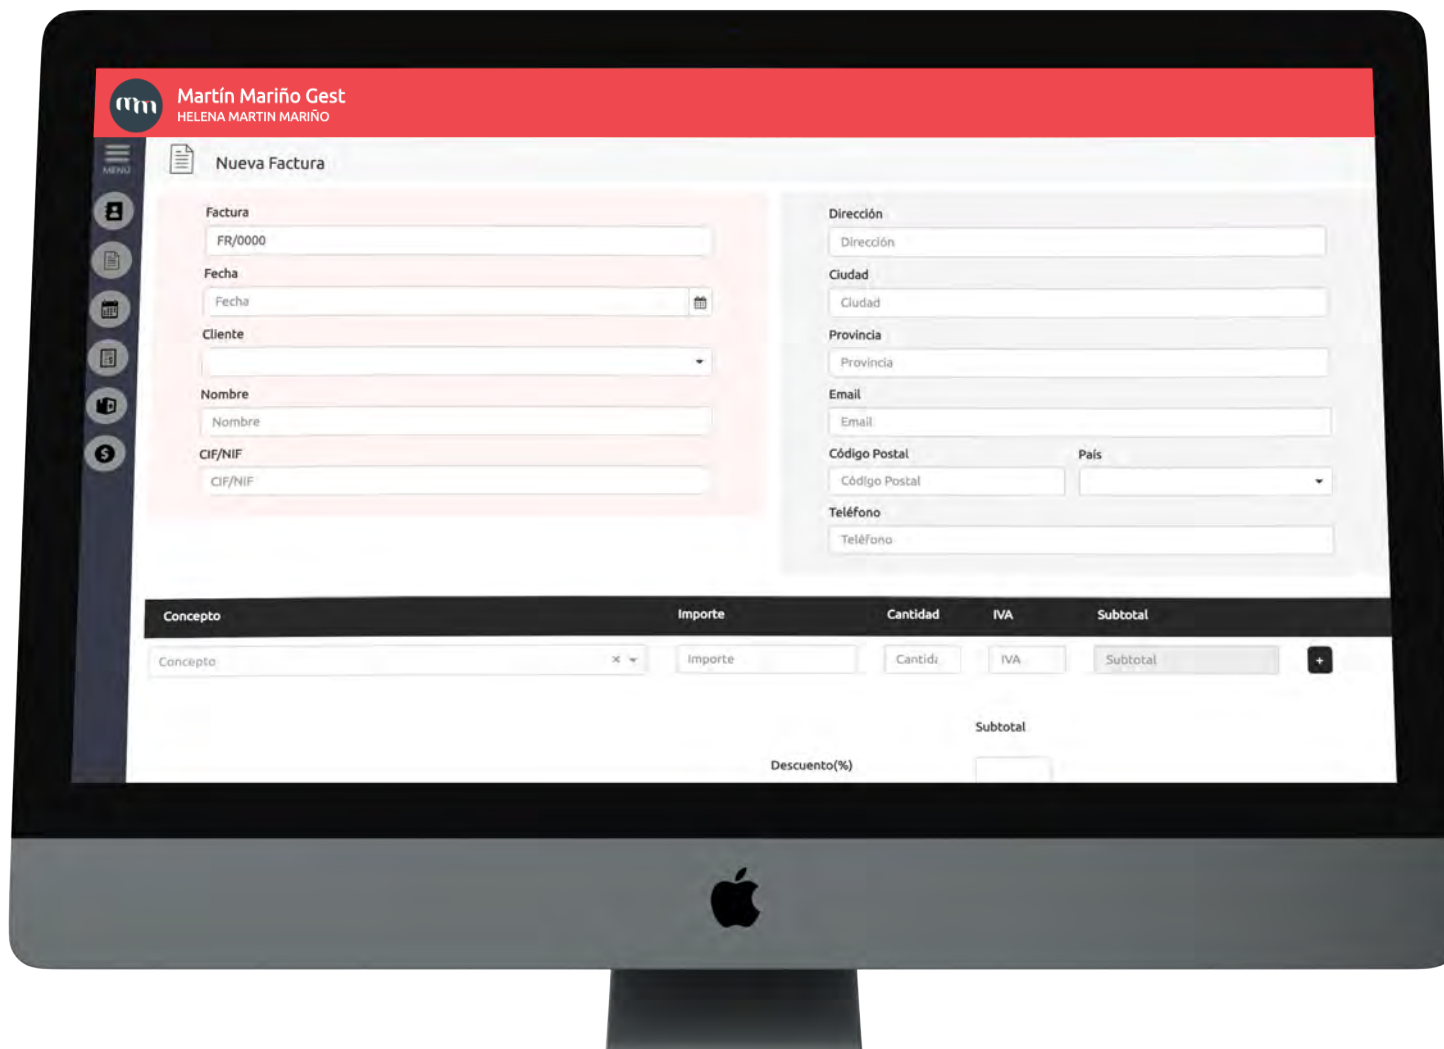 mm
Martín Mariño Gest
HELENA MARTIN MARIÑO
MENÚ
Nueva Factura
Factura
FR/0000
Fecha
Fecha
Cliente
Nombre
Nombre
CIF/NIF
CIF/NIF
Dirección
Dirección
Ciudad
Ciudad
Provincia
Provincia
Email
Email
Código Postal
País
Código Postal
Teléfono
Teléfono
Concepto Importe Cantidad IVA Subtotal
Concepto Importe Cantida IVA Subtotal
Subtotal
Descuento(%)